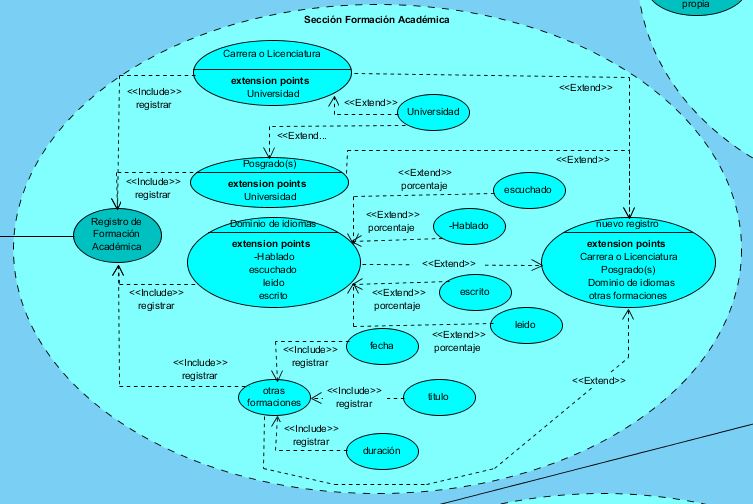 propia
Sección Formación Académica
Carrera o Licenciatura
extension points
Universidad
<<Include>>
registrar
<<Extend>>
<<Extend>>
Universidad
<<Extend...
Posgrado(s)
extension points
Universidad
<<Include>>
registrar
<<Extend>>
<<Extend>>
porcentaje
escuchado
Registro de
Formación
Académica
Dominio de idiomas
extension points
-Hablado
escuchado
leido
escrito
<<Extend>>
porcentaje
-Hablado
nuevo registro
extension points
Carrera o Licenciatura
Posgrado(s)
Dominio de idiomas
otras formaciones
<<Extend>>
<<Include>>
registrar
<<Extend>>
porcentaje
escrito
leido
<<Extend>>
porcentaje
<<Include>>
registrar
fecha
<<Include>>
registrar
otras
formaciones
<<Include>>
registrar
titulo
<<Extend>>
<<Include>>
registrar
duración